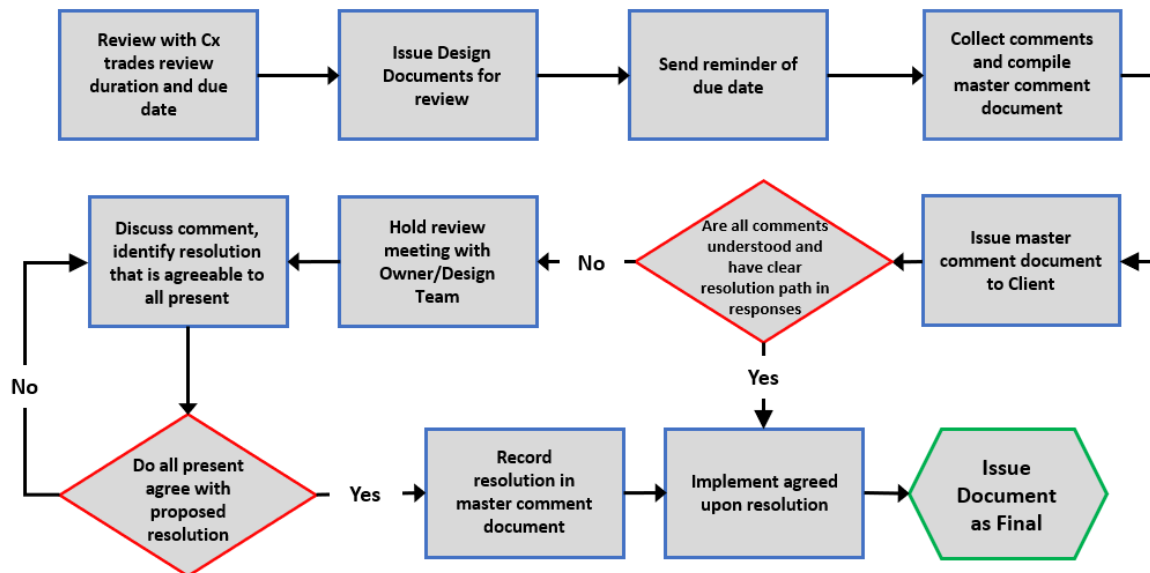 Review with Cx
trades review
duration and due
date
Issue Design
Documents for
review
Send reminder of
due date
Collect comments
and compile
master comment
document
Discuss comment,
identify resolution
that is agreeable to
all present
Hold review
meeting with
Owner/Design
Team
No
Are all comments
understood and
have clear
resolution path in
responses
Issue master
comment document
to Client
No
Yes
Do all present
agree with
proposed
resolution
Yes
Record
resolution in
master comment
document
Implement agreed
upon resolution
Issue
Document
as Final